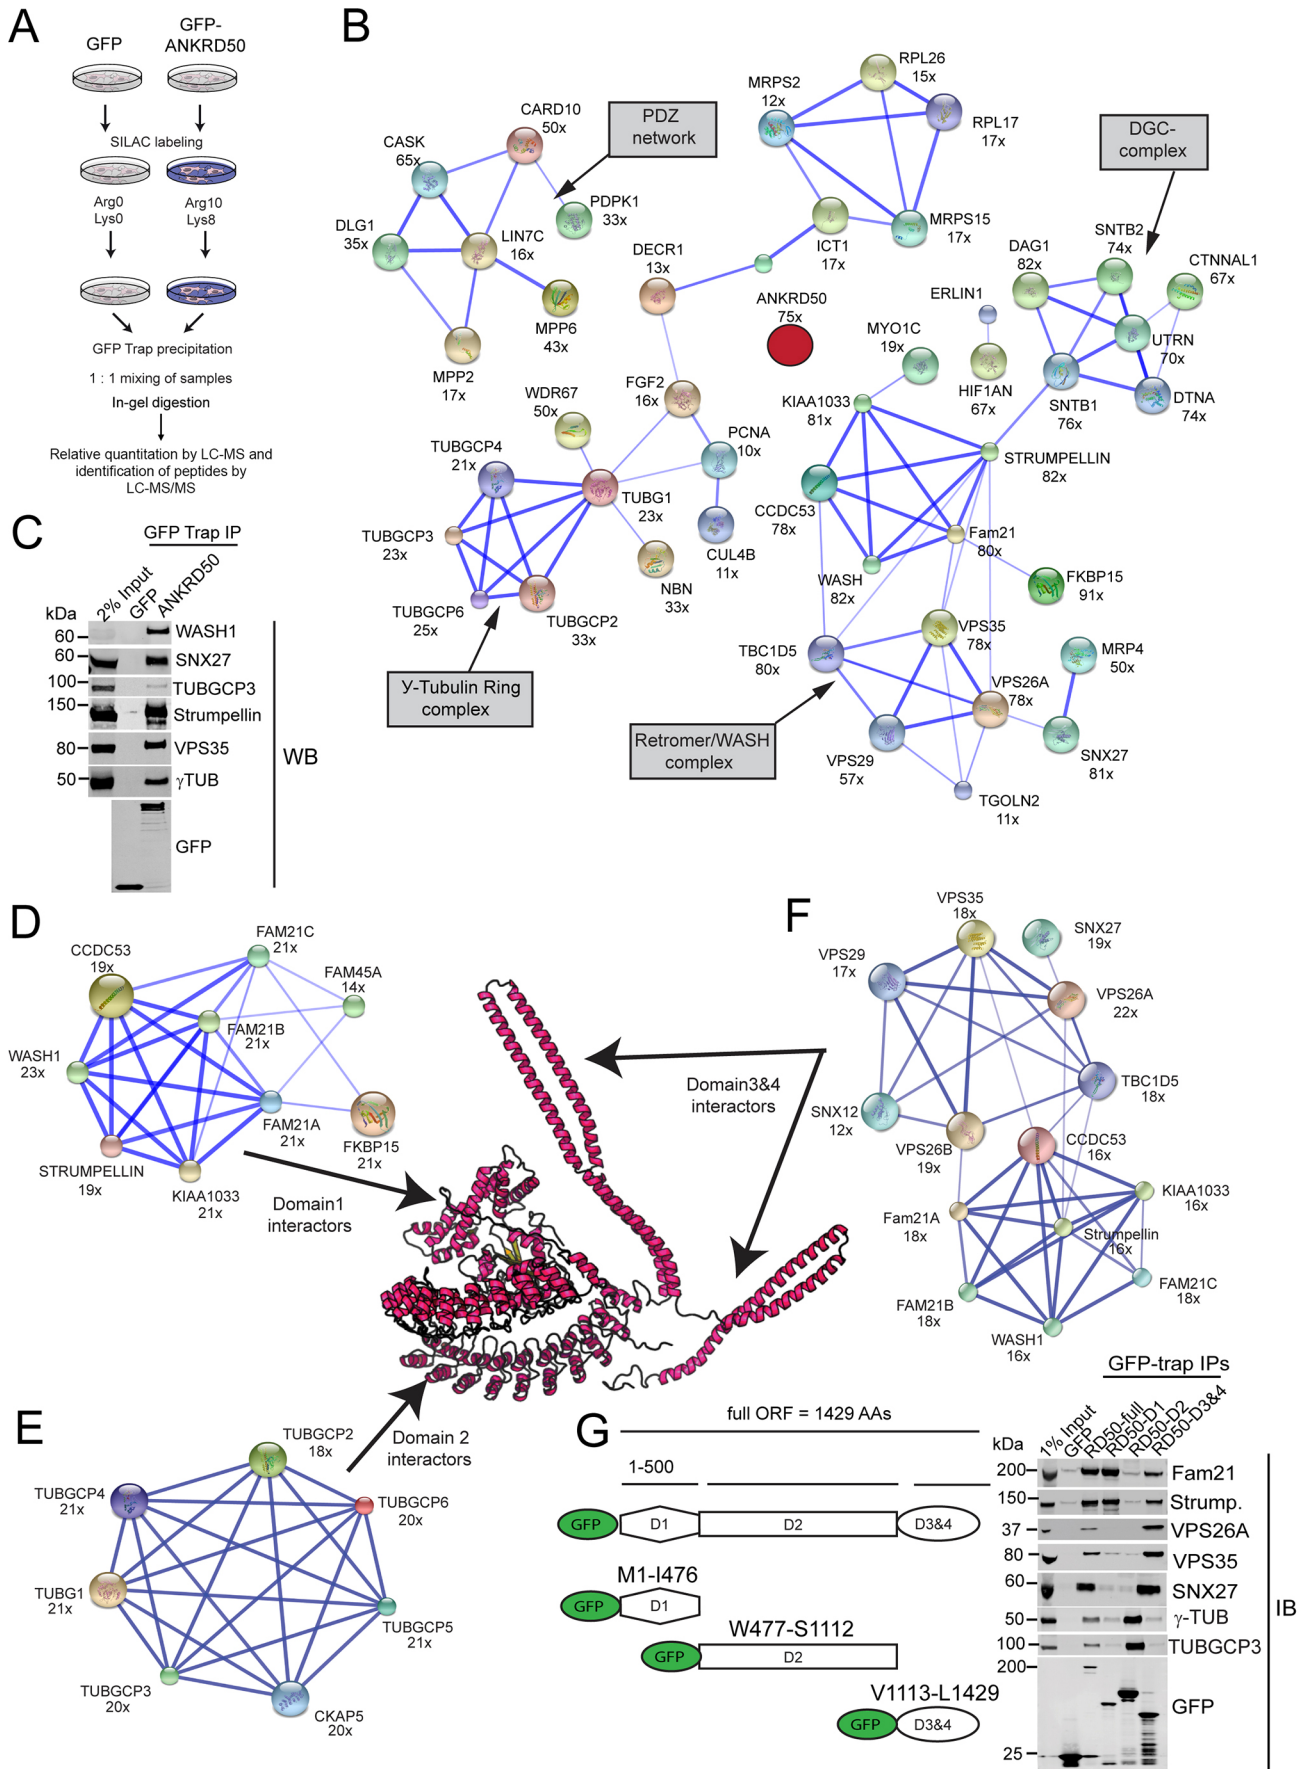 A
GFP
GFP-
ANKRD50
SILAC labeling
Arg0
Lys0
Arg10
Lys8
GFP Trap precipitation
1 : 1 mixing of samples
In-gel digestion
Relative quantitation by LC-MS and
identification of peptides by
LC-MS/MS
B
PDZ
network
CARD10
50x
CASK
65x
PDPK1
33x
DLG1
35x
LIN7C
16x
MPP6
43x
MPP2
17x
MRPS2
12x
RPL26
15x
RPL17
17x
MRPS15
17x
ICT1
17x
DECR1
13x
ANKRD50
75x
DGC-
complex
DAG1
82x
SNTB2
74x
CTNNAL1
67x
UTRN
70x
DTNA
74x
SNTB1
76x
ERLIN1
HIF1AN
67x
MYO1C
19x
KIAA1033
81x
STRUMPELLIN
82x
CCDC53
78x
Fam21
80x
WASH
82x
FKBP15
91x
WDR67
50x
FGF2
16x
PCNA
10x
TUBGCP4
21x
TUBG1
23x
TUBGCP3
23x
CUL4B
11x
NBN
33x
TUBGCP6
25x
TUBGCP2
33x
Y-Tubulin Ring
complex
TBC1D5
80x
VPS35
78x
MRP4
50x
VPS26A
78x
Retromer/WASH
complex
VPS29
57x
SNX27
81x
TGOLN2
11x
C
GFP Trap IP
2% Input
GFP
ANKRD50
kDa
60
WASH1
60
SNX27
100
TUBGCP3
150
Strumpellin
80
VPS35
50
γTUB
GFP
WB
D
FAM21C
21x
CCDC53
19x
FAM45A
14x
FAM21B
21x
WASH1
23x
FAM21A
21x
FKBP15
21x
STRUMPELLIN
19x
KIAA1033
21x
Domain1
interactors
Domain3&4
interactors
F
VPS35
18x
SNX27
19x
VPS29
17x
VPS26A
22x
TBC1D5
18x
SNX12
12x
VPS26B
19x
CCDC53
16x
KIAA1033
16x
Fam21A
18x
Strumpellin
16x
FAM21C
18x
FAM21B
18x
WASH1
16x
E
TUBGCP2
18x
Domain 2
interactors
TUBGCP4
21x
TUBGCP6
20x
TUBG1
21x
TUBGCP5
21x
TUBGCP3
20x
CKAP5
20x
G
full ORF = 1429 AAs
1-500
GFP
D1
D2
D3&4
M1-I476
GFP
D1
W477-S1112
GFP
D2
V1113-L1429
GFP
D3&4
GFP-trap IPs
kDa
1% Input
GFP
RD50-full
RD50-D1
RD50-D2
RD50-D3&4
200
Fam21
150
Strump.
37
VPS26A
80
VPS35
60
SNX27
50
γ-TUB
100
TUBGCP3
200
GFP
25
IB